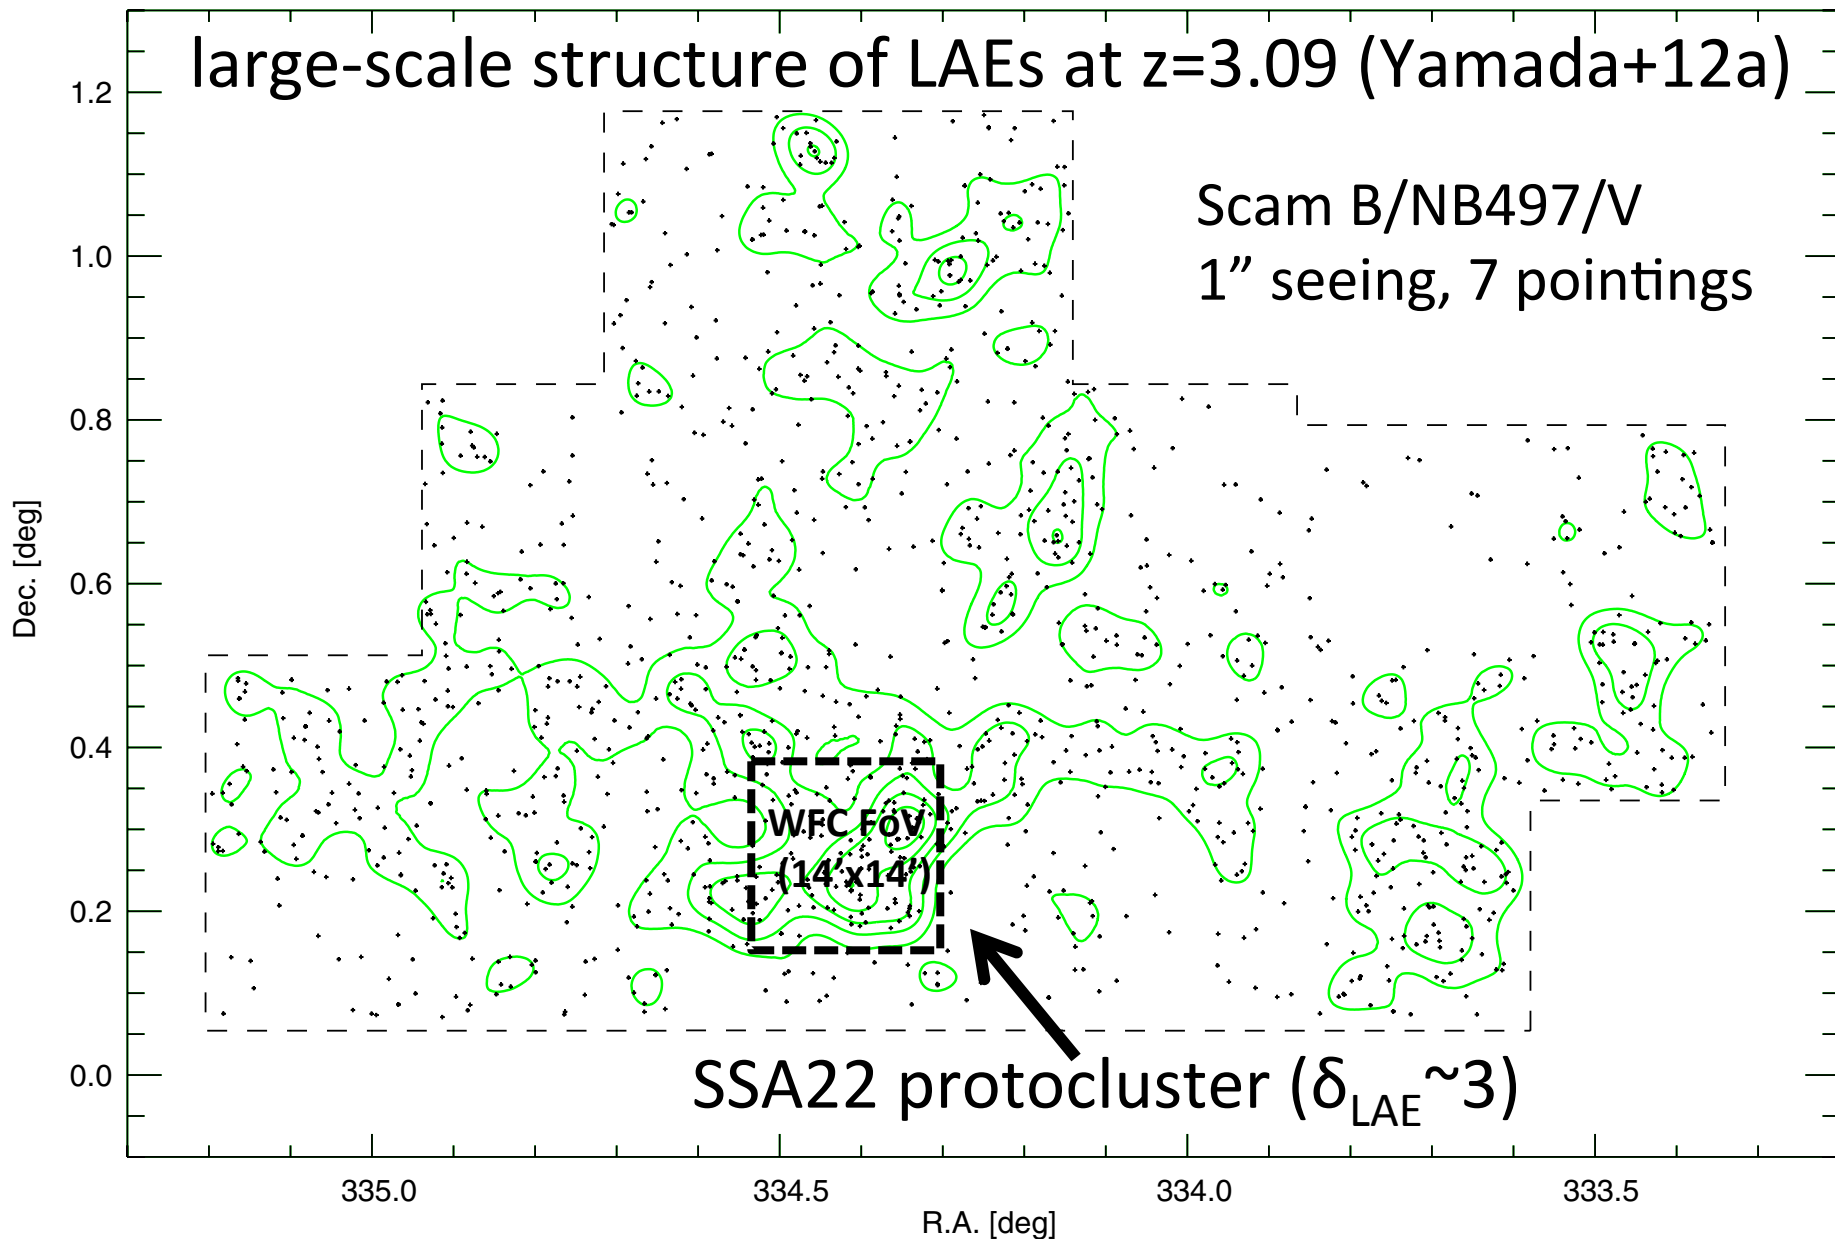 large-scale structure of LAEs at z=3.09 (Yamada+12a)
Scam B/NB497/V
1” seeing, 7 pointings
WFC FoV
(14’x14’)
SSA22 protocluster (δLAE~3)
Dec. [deg]
1.2
1.0
0.8
0.6
0.4
0.2
0.0
335.0 334.5 334.0 333.5
R.A. [deg]